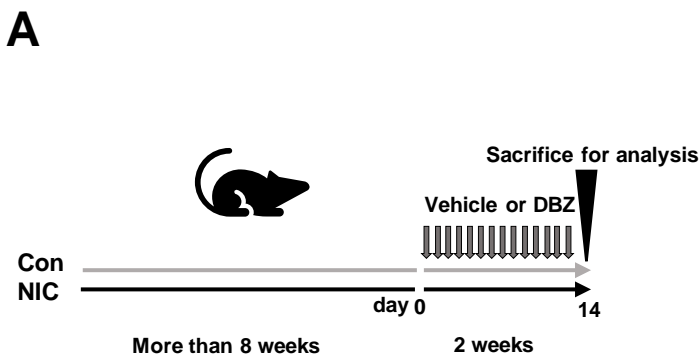 A
Sacrifice for analysis
Vehicle or DBZ
Con
NIC
day 0
14
More than 8 weeks
2 weeks